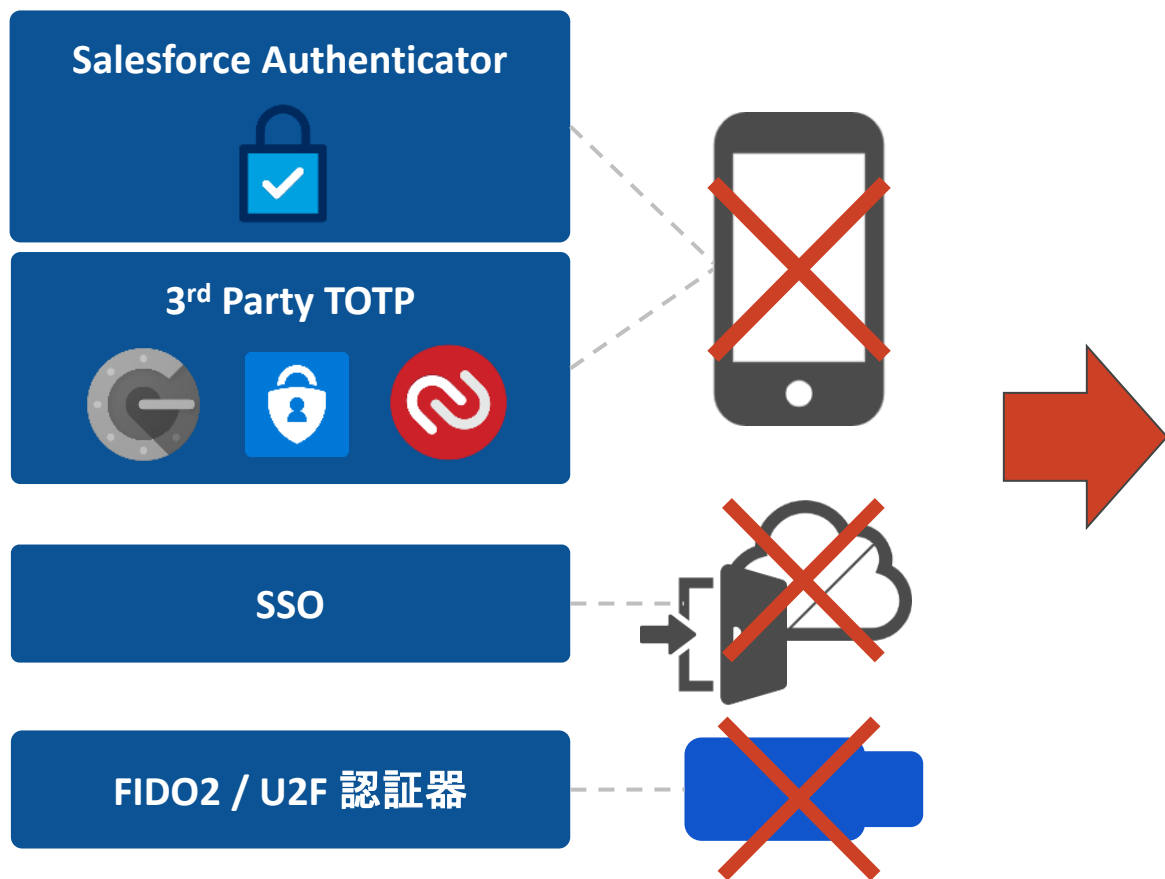 Salesforce Authenticator
3rd Party TOTP
SSO
FIDO2 / U2F 認証器